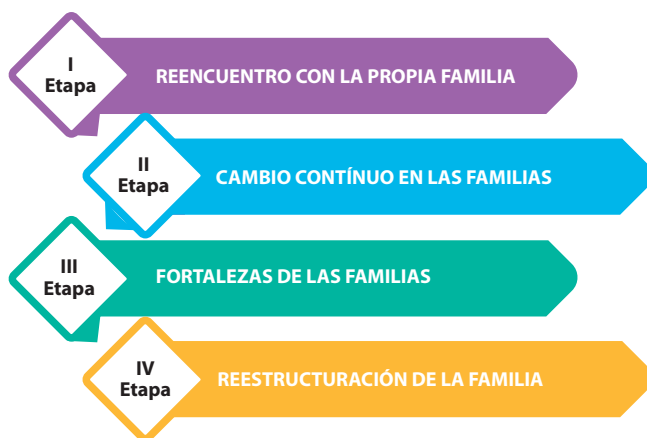 I
Etapa
REENCUENTRO CON LA PROPIA FAMILIA
II
Etapa
CAMBIO CONTÍNUO EN LAS FAMILIAS
III
Etapa
FORTALEZAS DE LAS FAMILIAS
IV
Etapa
REESTRUCTURACIÓN DE LA FAMILIA